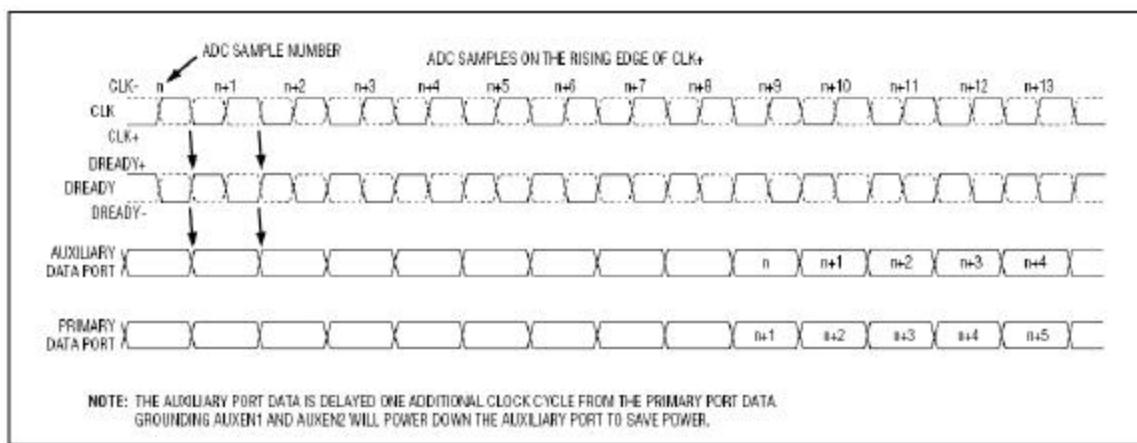 ADC SAMPLE NUMBER
ADC SAMPLES ON THE RISING EDGE OF CLK+
CLK-
n n+1 n+2 n+3 n+4 n+5 n+6 n+7 n+8 n+9 n+10 n+11 n+12 n+13
CLK
CLK+
DREADY+
DREADY
DREADY-
AUXILIARY
DATA PORT
n n+1 n+2 n+3 n+4
PRIMARY
DATA PORT
n+1 n+2 n+3 n+4 n+5
NOTE: THE AUXILIARY PORT DATA IS DELAYED ONE ADDITIONAL CLOCK CYCLE FROM THE PRIMARY PORT DATA.
GROUNDING AUXEN1 AND AUXEN2 WILL POWER DOWN THE AUXILIARY PORT TO SAVE POWER.